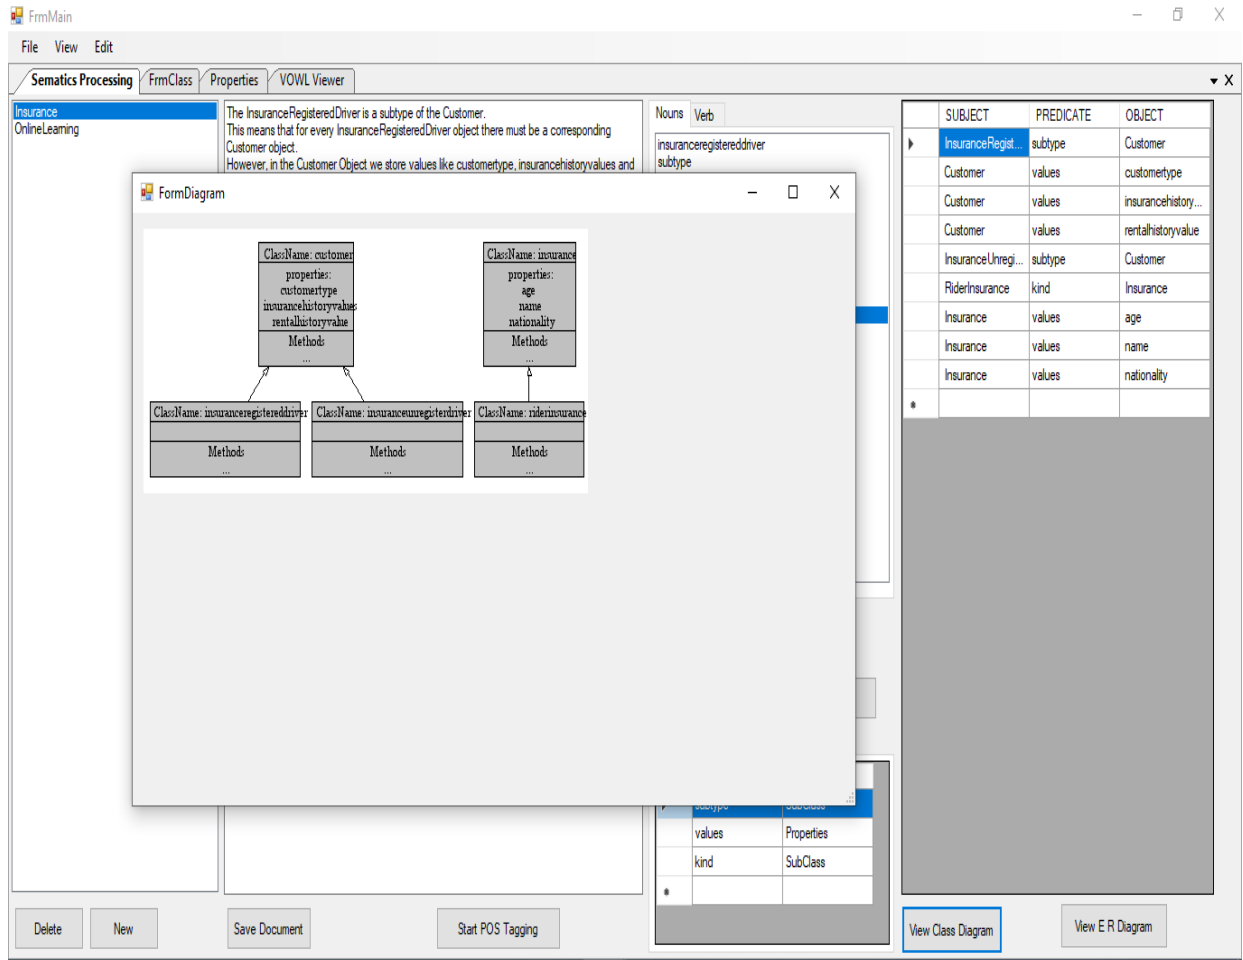 FrmMain
File View Edit
Sematics Processing FrmClass Properties VOWL Viewer
Insurance
OnlineLearning
The InsuranceRegisteredDriver is a subtype of the Customer.
This means that for every InsuranceRegisteredDriver object there must be a corresponding
Customer object.
However, in the Customer Object we store values like customertype, insurancehistoryvalues and
Nouns Verb
insuranceregistereddriver
subtype
SUBJECT PREDICATE OBJECT
InsuranceRegist... subtype Customer
Customer values customertype
Customer values insurancehistory...
Customer values rentalhistoryvalue
InsuranceUnregi... subtype Customer
RiderInsurance kind Insurance
Insurance values age
Insurance values name
Insurance values nationality
FormDiagram
ClassName: customer
properties:
customertype
insurancehistoryvalues
rentalhistoryvalue
Methods
...
ClassName: insurance
properties:
age
name
nationality
Methods
...
ClassName: insuranceregistereddriver
Methods
...
ClassName: insuranceunregisterdriver
Methods
...
ClassName: riderinsurance
Methods
...
subtype SubClass
values Properties
kind SubClass
Delete New Save Document Start POS Tagging View Class Diagram View E R Diagram